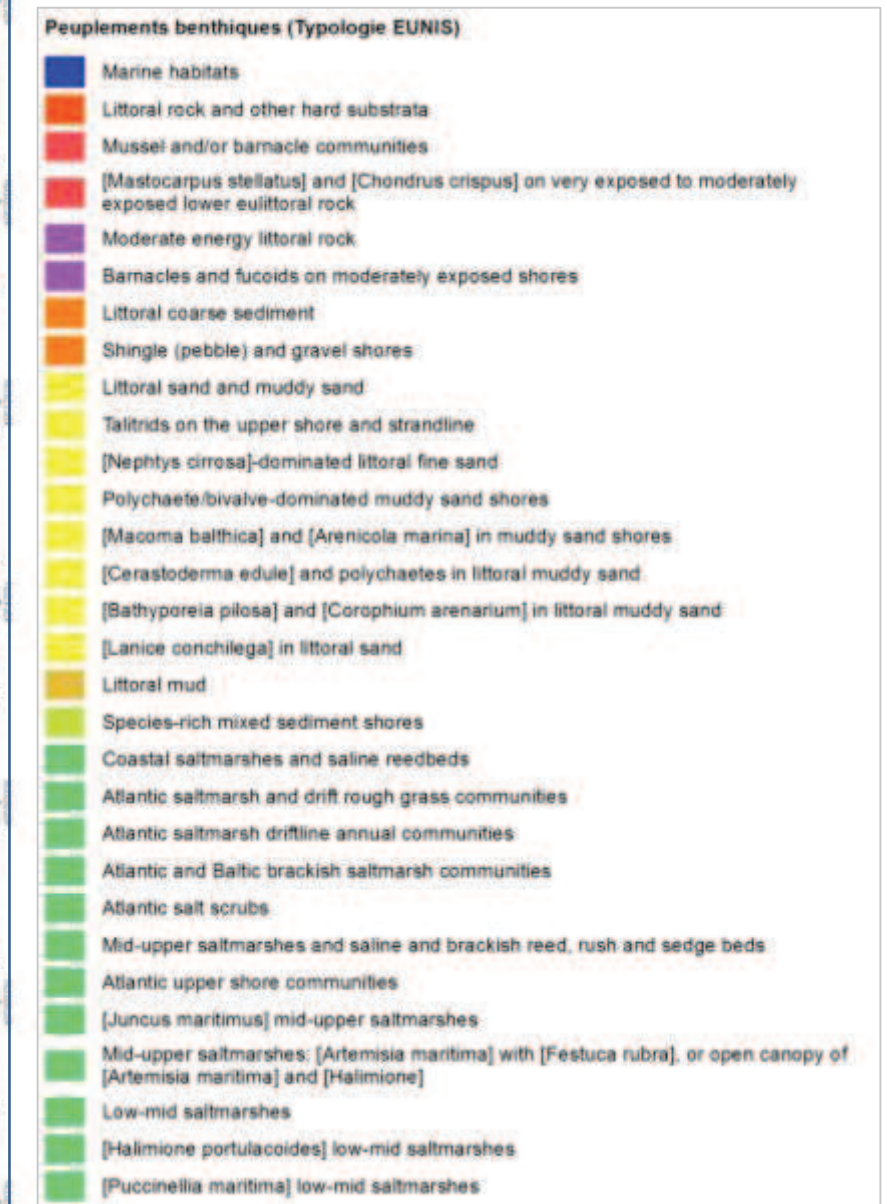 Peuplements benthiques (Typologie EUNIS)
Marine habitats
Littoral rock and other hard substrata
Mussel and/or barnacle communities
[Mastocarpus stellatus] and [Chondrus crispus] on very exposed to moderately
exposed lower eulittoral rock
Moderate energy littoral rock
Barnacles and fucoids on moderately exposed shores
Littoral coarse sediment
Shingle (pebble) and gravel shores
Littoral sand and muddy sand
Talitrids on the upper shore and strandline
[Nephtys cirrosa]-dominated littoral fine sand
Polychaete/bivalve-dominated muddy sand shores
[Macoma balthica] and [Arenicola marina] in muddy sand shores
[Cerastoderma edule] and polychaetes in littoral muddy sand
[Bathyporeia pilosa] and [Corophium arenarium] in littoral muddy sand
[Lanice conchilega] in littoral sand
Littoral mud
Species-rich mixed sediment shores
Coastal saltmarshes and saline reedbeds
Atlantic saltmarsh and drift rough grass communities
Atlantic saltmarsh driftline annual communities
Atlantic and Baltic brackish saltmarsh communities
Atlantic salt scrubs
Mid-upper saltmarshes and saline and brackish reed, rush and sedge beds
Atlantic upper shore communities
[Juncus maritimus] mid-upper saltmarshes
Mid-upper saltmarshes: [Artemisia maritima] with [Festuca rubra], or open canopy of
[Artemisia maritima] and [Halimione]
Low-mid saltmarshes
[Halimione portulacoides] low-mid saltmarshes
[Puccinellia maritima] low-mid saltmarshes